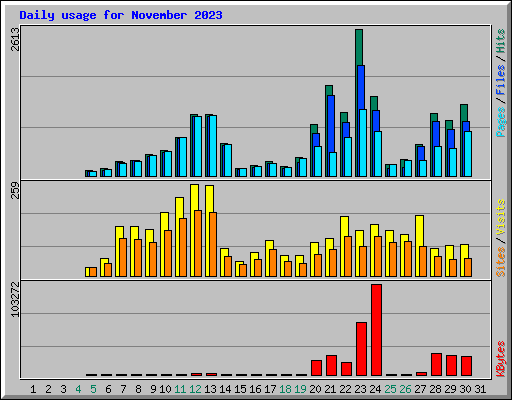 Daily usage for November 2023
2613
Pages / Files / Hits
259
Sites / Visits
103272
KBytes
1 2 3 4 5 6 7 8 9 10 11 12 13 14 15 16 17 18 19 20 21 22 23 24 25 26 27 28 29 30 31